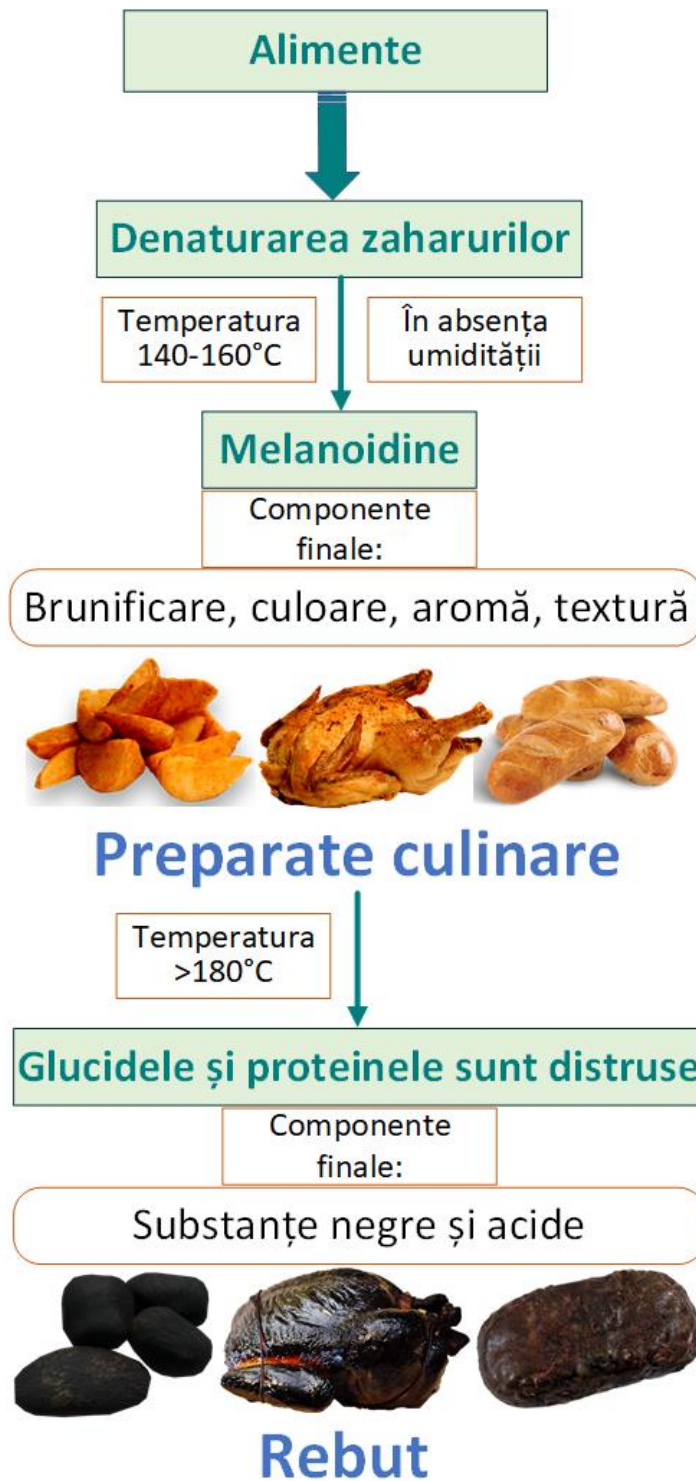 Alimente
Denaturarea zaharurilor
Temperatura
140-160°C
În absența
umidității
Melanoidine
Componente
finale:
Brunificare, culoare, aromă, textură
Preparate culinare
Temperatura
>180°C
Glucidele și proteinele sunt distruse
Componente
finale:
Substanțe negre și acide
Rebut